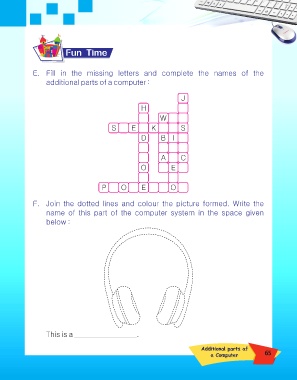 Fun Time
E. Fill in the missing letters and complete the names of the
additional parts of a computer :
J
H
W
S E K S
D B I
A C
O E
P O E O
F. Join the dotted lines and colour the picture formed. Write the
name of this part of the computer system in the space given
below :
This is a ________________.
Additional parts of
a Computer